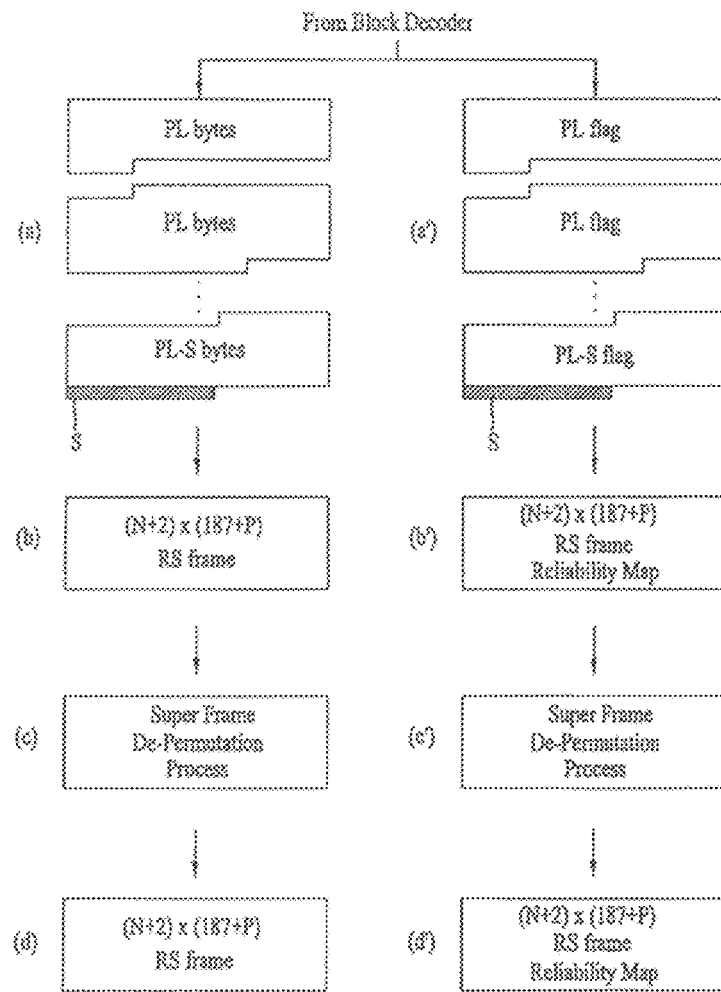 From Block Decoder
PL bytes
PL flag
(a)
PL bytes
(a')
PL flag
PL-S bytes
PL-S flag
S
S
(b)
(N+2) x (187+P)
RS frame
(b')
(N+2) x (187+P)
RS frame
Reliability Map
(c)
Super Frame
De-Permutation
Process
(c')
Super Frame
De-Permutation
Process
(d)
(N+2) x (187+P)
RS frame
(d')
(N+2) x (187+P)
RS frame
Reliability Map